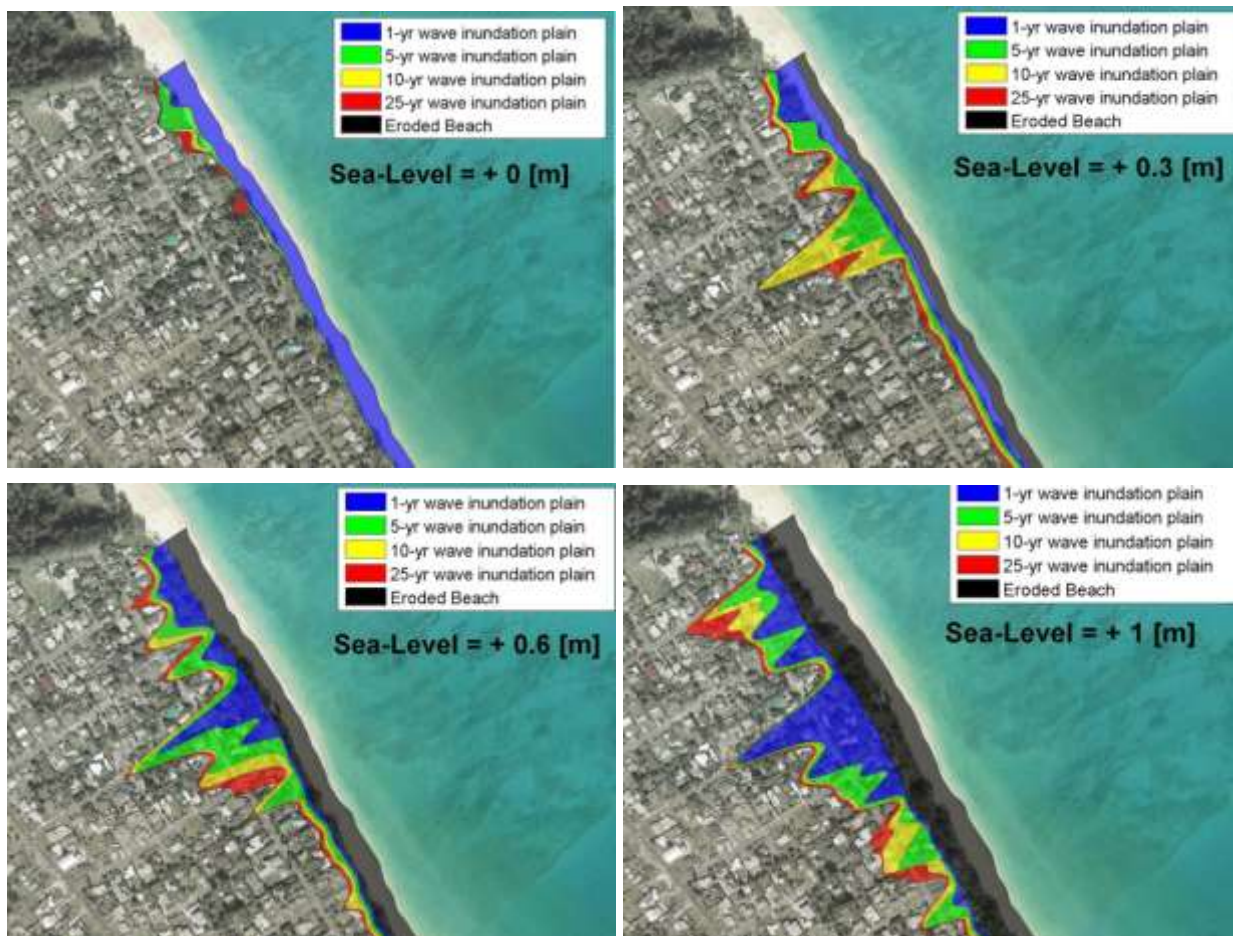 1-yr wave inundation plain
5-yr wave inundation plain
10-yr wave inundation plain
25-yr wave inundation plain
Eroded Beach
Sea-Level = + 0 [m]
1-yr wave inundation plain
5-yr wave inundation plain
10-yr wave inundation plain
25-yr wave inundation plain
Eroded Beach
Sea-Level = + 0.3 [m]
1-yr wave inundation plain
5-yr wave inundation plain
10-yr wave inundation plain
25-yr wave inundation plain
Eroded Beach
Sea-Level = + 0.6 [m]
1-yr wave inundation plain
5-yr wave inundation plain
10-yr wave inundation plain
25-yr wave inundation plain
Eroded Beach
Sea-Level = + 1 [m]